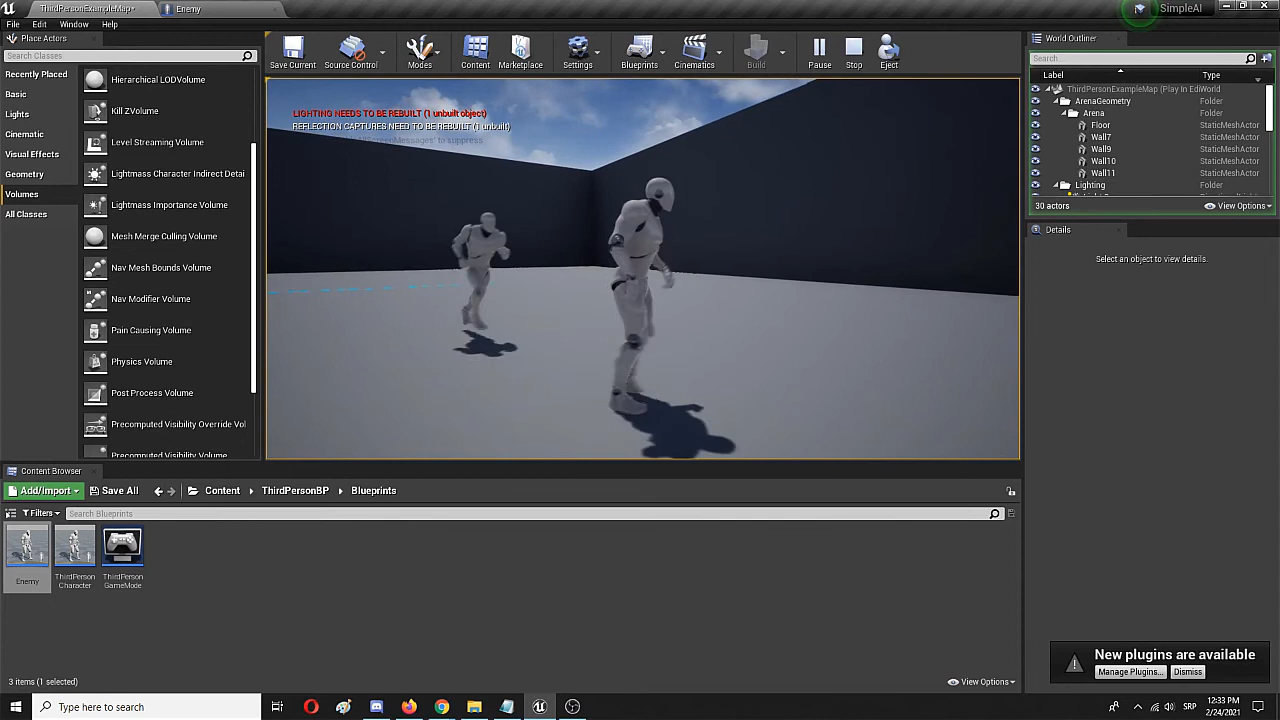 ThirdPersonExampleMap*
Enemy
SimpleAI
File Edit Window Help
Place Actors
Search Classes
Recently Placed
Basic
Lights
Cinematic
Visual Effects
Geometry
Volumes
All Classes
Hierarchical LODVolume
Kill ZVolume
Level Streaming Volume
Lightmass Character Indirect Detai
Lightmass Importance Volume
Mesh Merge Culling Volume
Nav Mesh Bounds Volume
Nav Modifier Volume
Pain Causing Volume
Physics Volume
Post Process Volume
Precomputed Visibility Override Vol
Precomputed Visibility Volume
Save Current
Source Control
Modes
Content
Marketplace
Settings
Blueprints
Cinematics
Build
Pause
Stop
Eject
LIGHTING NEEDS TO BE REBUILT (1 unbuilt object)
REFLECTION CAPTURES NEED TO BE REBUILT (1 unbuilt)
to suppress
World Outliner
Search...
Label Type
ThirdPersonExampleMap (Play In Edi World
ArenaGeometry Folder
Arena Folder
Floor StaticMeshActor
Wall7 StaticMeshActor
Wall9 StaticMeshActor
Wall10 StaticMeshActor
Wall11 StaticMeshActor
Lighting Folder
30 actors
View Options
Details
Select an object to view details.
Content Browser
Add/Import
Save All
Content
ThirdPersonBP
Blueprints
Filters
Search Blueprints
Enemy
ThirdPerson
Character
ThirdPerson
GameMode
3 items (1 selected)
View Options
New plugins are available
Manage Plugins...
Dismiss
Type here to search
SRP
12:33 PM
2/24/2021